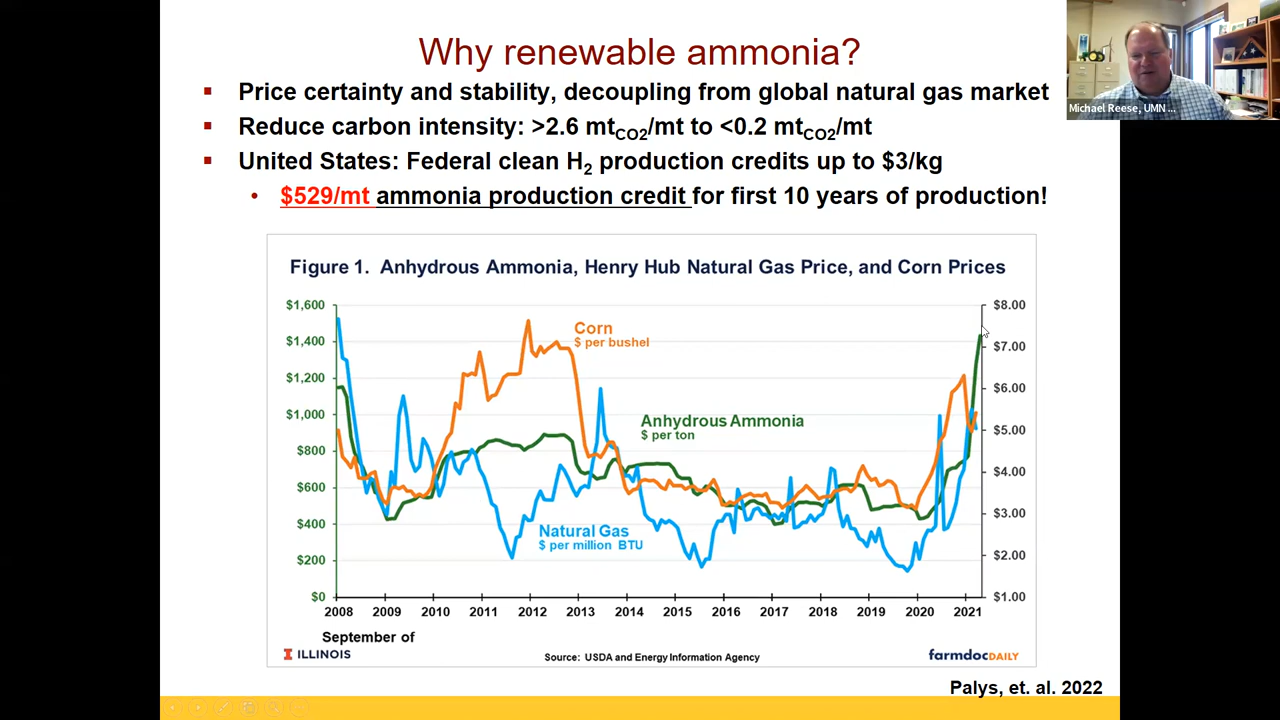 Why renewable ammonia?
Michael Reese, UMN ...
▪ Price certainty and stability, decoupling from global natural gas market
▪ Reduce carbon intensity: >2.6 mtCO2/mt to <0.2 mtCO2/mt
▪ United States: Federal clean H2 production credits up to $3/kg
• $529/mt ammonia production credit for first 10 years of production!
Figure 1. Anhydrous Ammonia, Henry Hub Natural Gas Price, and Corn Prices
$1,600
$1,400
$1,200
$1,000
$800
$600
$400
$200
$0
Corn
$ per bushel
Anhydrous Ammonia
$ per ton
Natural Gas
$ per million BTU
$8.00
$7.00
$6.00
$5.00
$4.00
$3.00
$2.00
$1.00
2008 2009 2010 2011 2012 2013 2014 2015 2016 2017 2018 2019 2020 2021
September of
I ILLINOIS
Source: USDA and Energy Information Agency
farmdocDAILY
Palys, et. al. 2022